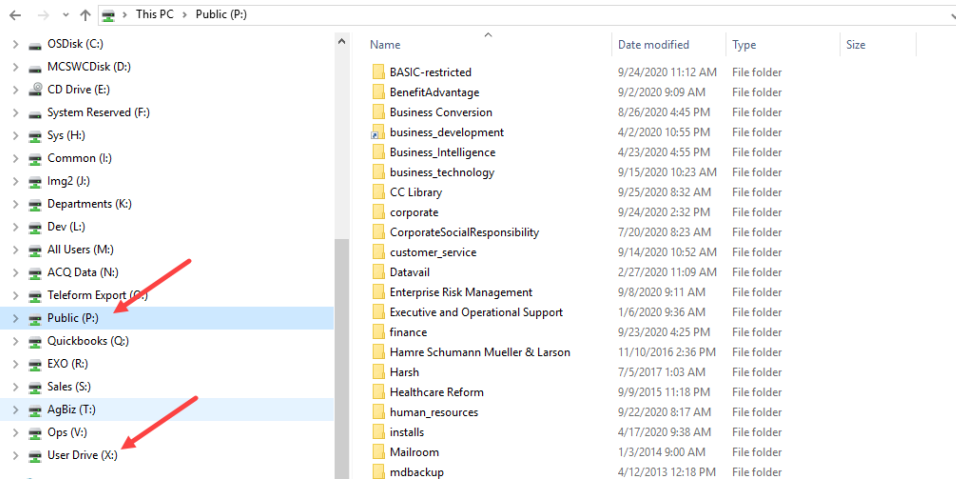 This PC > Public (P:)
OSDisk (C:)
MCSWCDisk (D:)
CD Drive (E:)
System Reserved (F:)
Sys (H:)
Common (I:)
Img2 (J:)
Departments (K:)
Dev (L:)
All Users (M:)
ACQ Data (N:)
Teleform Export (O:)
Public (P:)
Quickbooks (Q:)
EXO (R:)
Sales (S:)
AgBiz (T:)
Ops (V:)
User Drive (X:)
Name Date modified Type Size
BASIC-restricted 9/24/2020 11:12 AM File folder
BenefitAdvantage 9/2/2020 9:09 AM File folder
Business Conversion 8/26/2020 4:45 PM File folder
business_development 4/2/2020 10:55 PM File folder
Business_Intelligence 4/23/2020 4:55 PM File folder
business_technology 9/15/2020 10:23 AM File folder
CC Library 9/25/2020 8:32 AM File folder
corporate 9/24/2020 2:32 PM File folder
CorporateSocialResponsibility 7/20/2020 8:23 AM File folder
customer_service 9/14/2020 10:52 AM File folder
Datavail 2/27/2020 11:09 AM File folder
Enterprise Risk Management 9/8/2020 9:11 AM File folder
Executive and Operational Support 1/6/2020 9:36 AM File folder
finance 9/23/2020 4:25 PM File folder
Hamre Schumann Mueller & Larson 11/10/2016 2:36 PM File folder
Harsh 7/5/2017 1:03 AM File folder
Healthcare Reform 9/9/2015 11:18 PM File folder
human_resources 9/22/2020 8:17 AM File folder
installs 4/17/2020 9:38 AM File folder
Mailroom 1/3/2014 9:00 AM File folder
mdbackup 4/12/2013 12:18 PM File folder